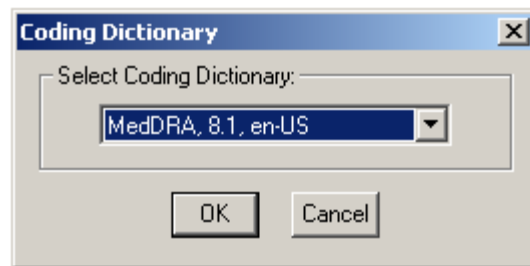 Coding Dictionary
Select Coding Dictionary:
MedDRA, 8.1, en-US
OK Cancel